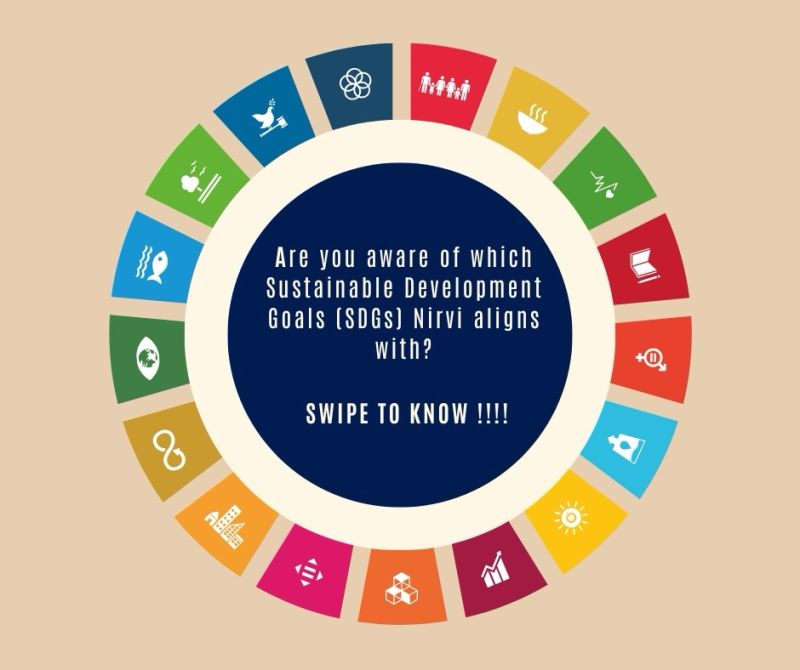 Are you aware of which
Sustainable Development
Goals (SDGs) Nirvi aligns
with?
SWIPE TO KNOW !!!!